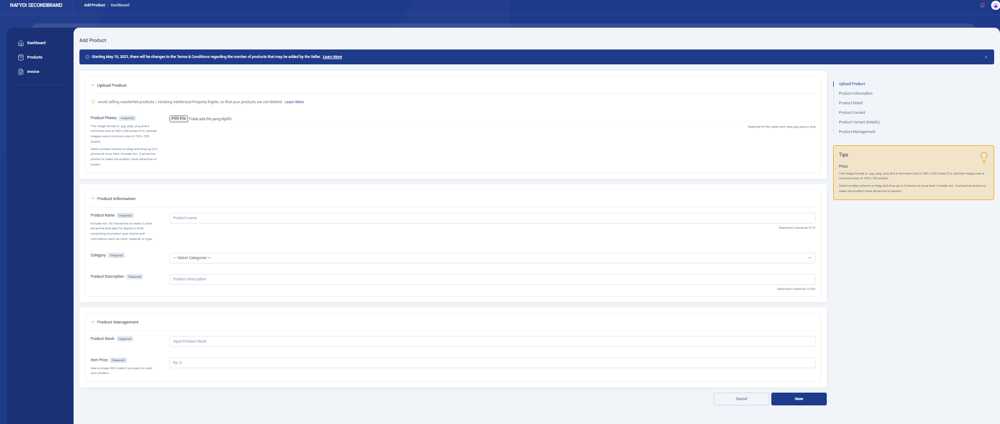 NAFYDI SECONDBRAND
Add Product > Dashboard
Dashboard
Products
Invoice
Add Product
Starting May 10, 2021, there will be changes to the Terms & Conditions regarding the number of products that may be added by the Seller. Learn More
Upload Product
Avoid selling counterfeit products / violating Intellectual Property Rights, so that your products are not deleted. Learn More
Product Photos Required
The image format is .jpg .jpeg .png and a
minimum size of 300 x 300 pixels (For optimal
images use a minimum size of 700 x 700
pixels).
Select product photos or drag and drop up to 5
photos at once here. Include min. 3 attractive
photos to make the product more attractive to
buyers.
Pilih File Tidak ada file yang dipilih
Required for file types with type jpg, jpeg or png
Product Information
Product Name Required
Include min. 40 characters to make it more
attractive and easy for buyers to find,
consisting of product type, brand, and
information such as color, material, or type.
Product name
Maximum character 0/70
Category Required
-- Select Categories --
Product Description Required
Product description
Maximum character 0/255
Product Management
Product Stock Required
Input Product Stock
Item Price Required
Use a unique SKU code if you want to mark
your product.
Rp. 0
Cancel
Save
Upload Product
Product Information
Product Detail
Product Variant
Product Variant (Details)
Product Management
Tips
Price
The image format is .jpg .jpeg .png and a minimum size of 300 x 300 pixels (For optimal images use a
minimum size of 700 x 700 pixels).
Select product photos or drag and drop up to 5 photos at once here. Include min. 3 attractive photos to
make the product more attractive to buyers.